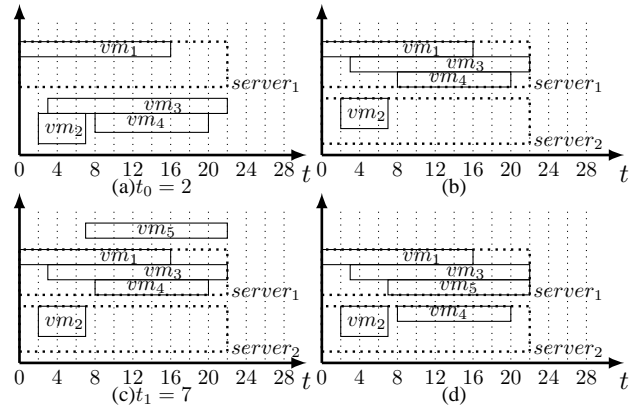 vm₁
server₁
vm₃
vm₂ vm₄
0 4 8 12 16 20 24 28 t
(a)t₀ = 2
vm₁
vm₃
vm₄
server₁
vm₂
server₂
0 4 8 12 16 20 24 28 t
(b)
vm₅
vm₁
vm₃
vm₄
server₁
vm₂
server₂
0 4 8 12 16 20 24 28 t
(c)t₁ = 7
vm₁
vm₃
vm₅
server₁
vm₂ vm₄
server₂
0 4 8 12 16 20 24 28 t
(d)